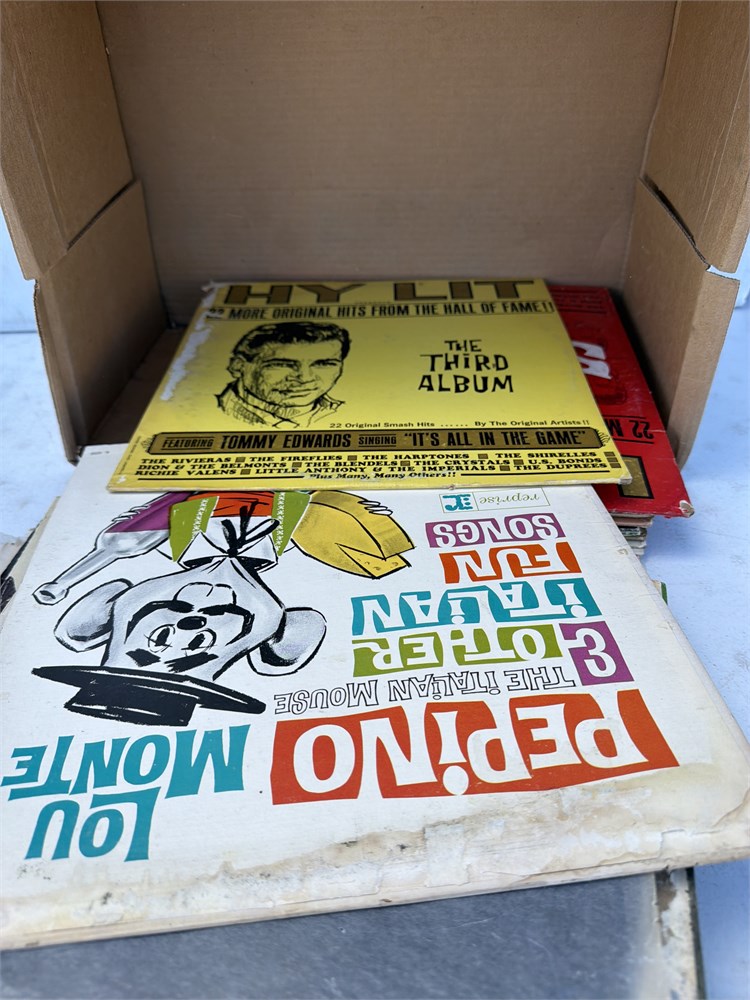 HY LIT
22 MORE ORIGINAL HITS FROM THE HALL OF FAME!!
THE
THIRD
ALBUM
22 Original Smash Hits ...... By The Original Artists!!
FEATURING TOMMY EDWARDS SINGING "IT'S ALL IN THE GAME"
THE RIVIERAS ■ THE FIREFLIES ■ THE HARPTONES ■ THE SHIRELLES
DION & THE BELMONTS ■ THE BLENDELS ■ THE CRYSTALS ■ U.S. BONDS
RICHIE VALENS ■ LITTLE ANTHONY & THE IMPERIALS ■ THE DUPREES
Plus Many, Many Others!!
22 M
LOU
MONTE
PEPINO
THE ITALIAN MOUSE
& OTHER
ITALIAN
FUN
SONGS
reprise